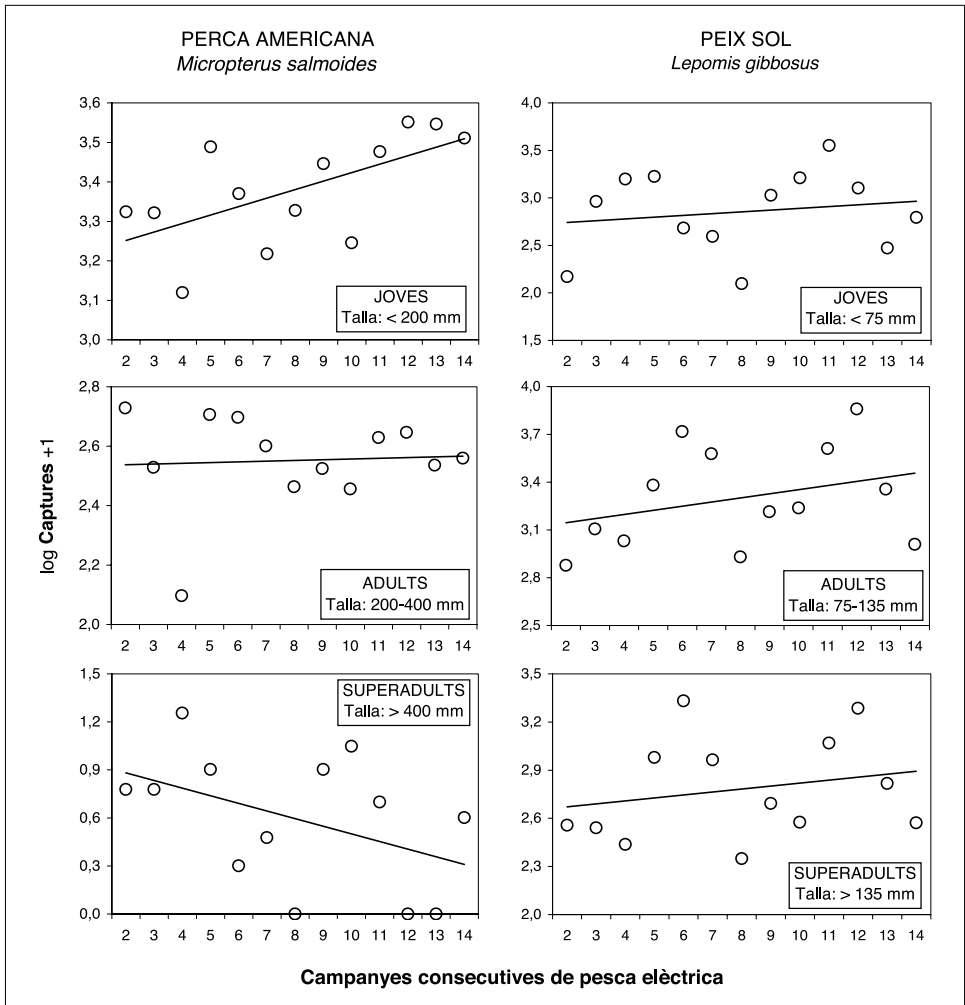 PERCA AMERICANA
Micropterus salmoides
PEIX SOL
Lepomis gibbosus
log Captures +1
3,6
3,5
3,4
3,3
3,2
3,1
3,0
JOVES
Talla: < 200 mm
2 3 4 5 6 7 8 9 10 11 12 13 14
4,0
3,5
3,0
2,5
2,0
1,5
JOVES
Talla: < 75 mm
2 3 4 5 6 7 8 9 10 11 12 13 14
2,8
2,6
2,4
2,2
2,0
ADULTS
Talla: 200-400 mm
2 3 4 5 6 7 8 9 10 11 12 13 14
4,0
3,7
3,4
3,1
2,8
2,5
ADULTS
Talla: 75-135 mm
2 3 4 5 6 7 8 9 10 11 12 13 14
1,5
1,2
0,9
0,6
0,3
0,0
SUPERADULTS
Talla: > 400 mm
2 3 4 5 6 7 8 9 10 11 12 13 14
3,5
3,2
2,9
2,6
2,3
2,0
SUPERADULTS
Talla: > 135 mm
2 3 4 5 6 7 8 9 10 11 12 13 14
Campanyes consecutives de pesca elèctrica